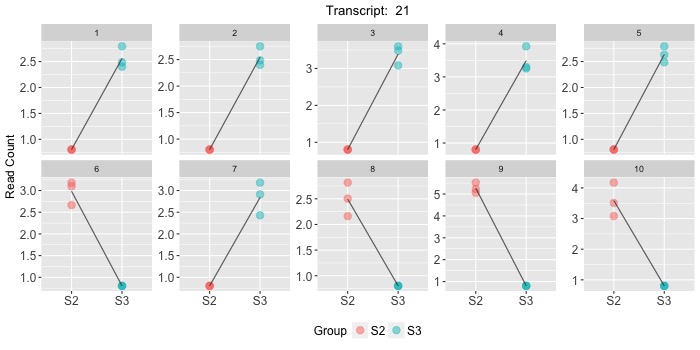 Transcript: 21
Read Count
1 2 3 4 5
2.5 2.5 3 4 2.5
2.0 2.0 3 2.0
1.5 1.5 2 2 1.5
1.0 1.0 1 1 1.0
6 7 8 9 10
3.0 3.0 2.5 5 4
2.5 2.5 4
2.0 2.0 2.0 3 3
1.5 1.5 1.5 2 2
1.0 1.0 1.0 1 1
S2 S3 S2 S3 S2 S3 S2 S3 S2 S3
Group S2 S3